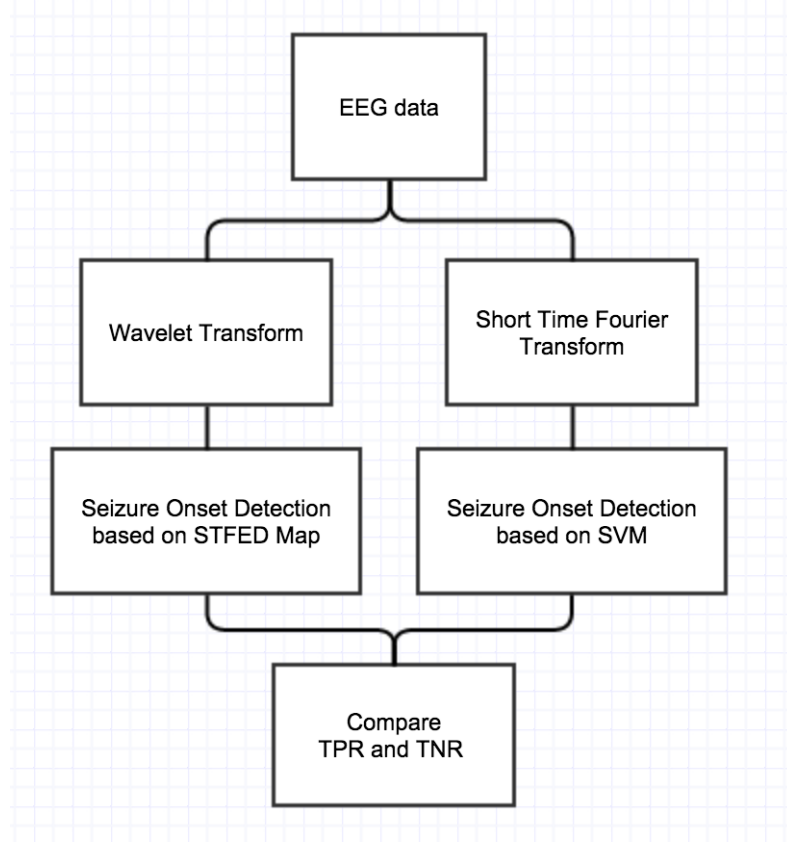 EEG data
Wavelet Transform
Short Time Fourier
Transform
Seizure Onset Detection
based on STFED Map
Seizure Onset Detection
based on SVM
Compare
TPR and TNR